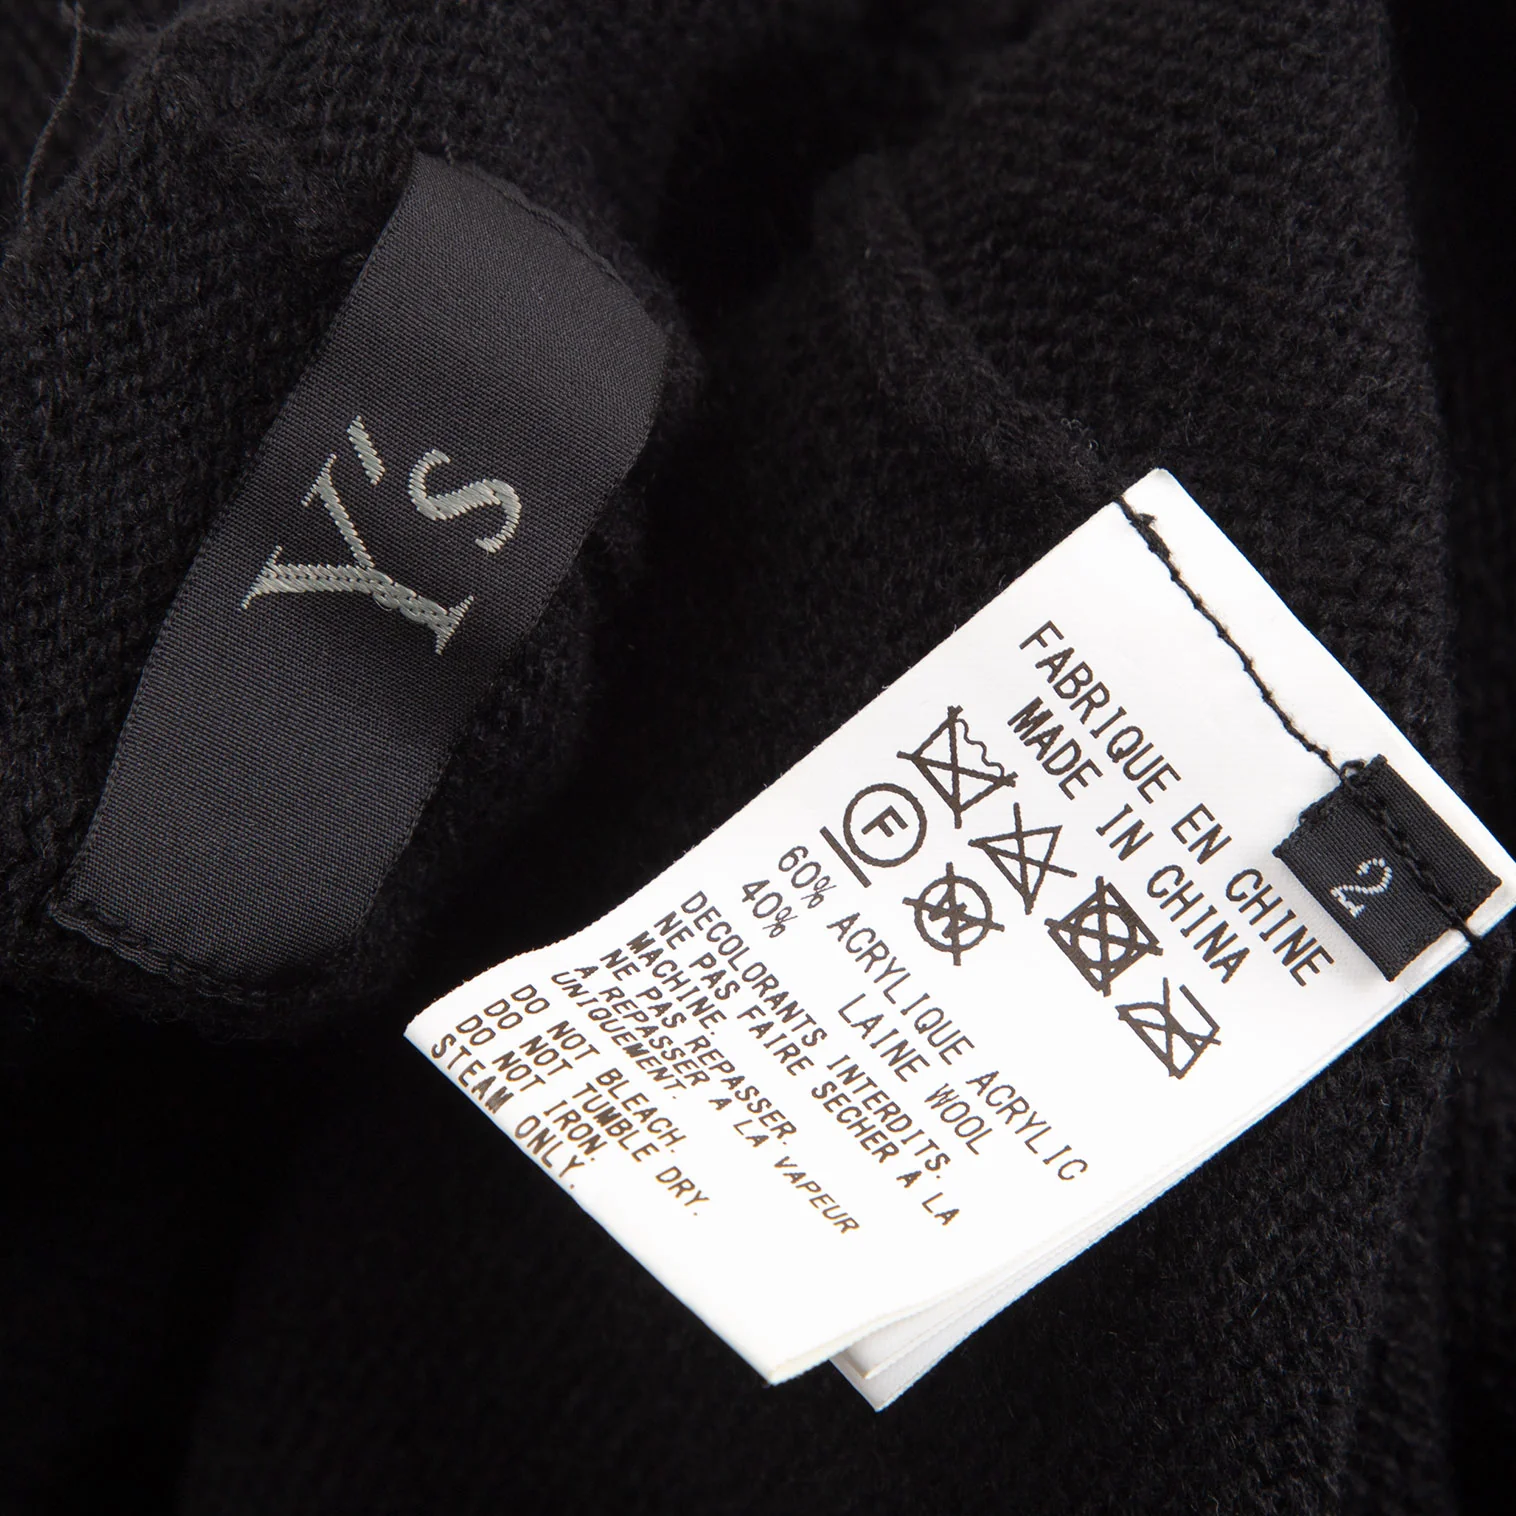 Y's
FABRIQUE EN CHINE
MADE IN CHINA
2
F
W
60% ACRYLIQUE ACRYLIC
40% LAINE WOOL
DECOLORANTS INTERDITS.
NE PAS FAIRE SECHER A LA
MACHINE.
NE PAS REPASSER.
A REPASSER A LA VAPEUR
UNIQUEMENT.
DO NOT BLEACH.
DO NOT TUMBLE DRY.
DO NOT IRON.
STEAM ONLY.